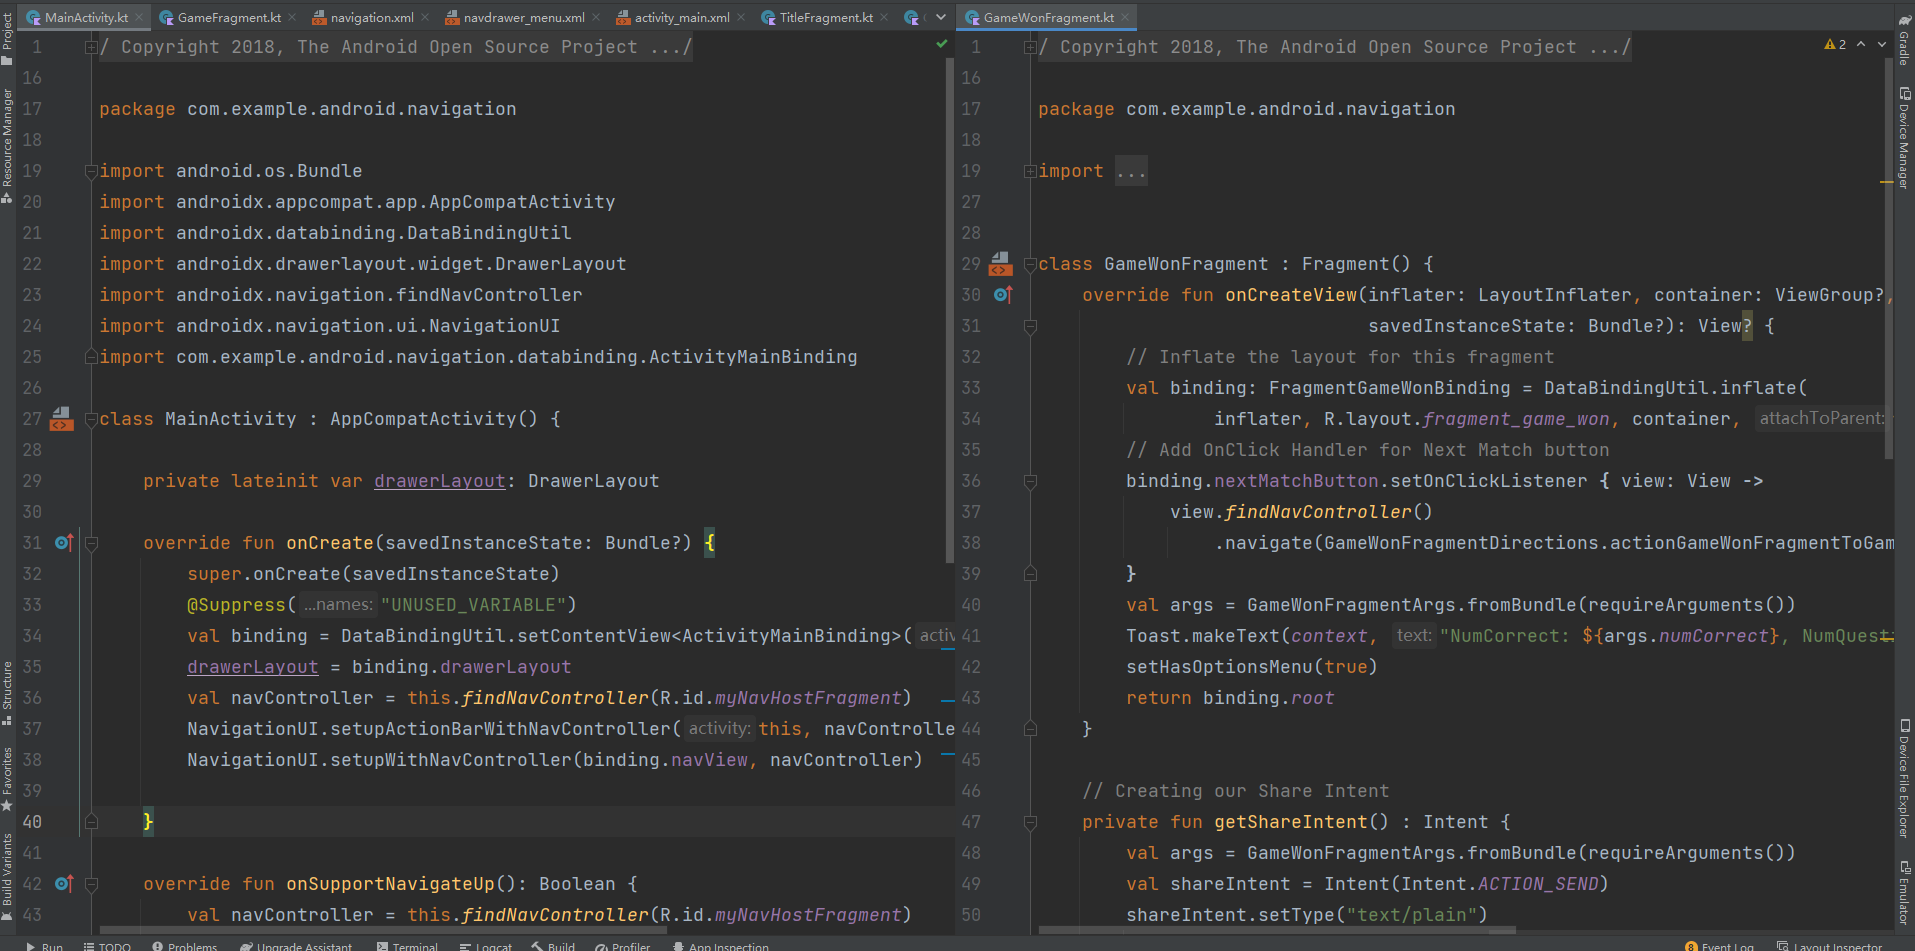 MainActivity.kt GameFragment.kt navigation.xml navdrawer_menu.xml activity_main.xml TitleFragment.kt
1 / Copyright 2018, The Android Open Source Project .../
16
17 package com.example.android.navigation
18
19 import android.os.Bundle
20 import androidx.appcompat.app.AppCompatActivity
21 import androidx.databinding.DataBindingUtil
22 import androidx.drawerlayout.widget.DrawerLayout
23 import androidx.navigation.findNavController
24 import androidx.navigation.ui.NavigationUI
25 import com.example.android.navigation.databinding.ActivityMainBinding
26
27 class MainActivity : AppCompatActivity() {
28
29 private lateinit var drawerLayout: DrawerLayout
30
31 override fun onCreate(savedInstanceState: Bundle?) {
32 super.onCreate(savedInstanceState)
33 @Suppress( ...names: "UNUSED_VARIABLE")
34 val binding = DataBindingUtil.setContentView<ActivityMainBinding>( activ
35 drawerLayout = binding.drawerLayout
36 val navController = this.findNavController(R.id.myNavHostFragment)
37 NavigationUI.setupActionBarWithNavController( activity: this, navControlle
38 NavigationUI.setupWithNavController(binding.navView, navController)
39
40 }
41
42 override fun onSupportNavigateUp(): Boolean {
43 val navController = this.findNavController(R.id.myNavHostFragment)
GameWonFragment.kt
1 / Copyright 2018, The Android Open Source Project .../
2
16
17 package com.example.android.navigation
18
19 import ...
27
28
29 class GameWonFragment : Fragment() {
30 override fun onCreateView(inflater: LayoutInflater, container: ViewGroup?,
31 savedInstanceState: Bundle?): View? {
32 // Inflate the layout for this fragment
33 val binding: FragmentGameWonBinding = DataBindingUtil.inflate(
34 inflater, R.layout.fragment_game_won, container, attachToParent:
35 // Add OnClick Handler for Next Match button
36 binding.nextMatchButton.setOnClickListener { view: View ->
37 view.findNavController()
38 .navigate(GameWonFragmentDirections.actionGameWonFragmentToGam
39 }
40 val args = GameWonFragmentArgs.fromBundle(requireArguments())
41 Toast.makeText(context, text: "NumCorrect: ${args.numCorrect}, NumQuest
42 setHasOptionsMenu(true)
43 return binding.root
44 }
45
46 // Creating our Share Intent
47 private fun getShareIntent() : Intent {
48 val args = GameWonFragmentArgs.fromBundle(requireArguments())
49 val shareIntent = Intent(Intent.ACTION_SEND)
50 shareIntent.setType("text/plain")
Project
Resource Manager
Structure
Favorites
Build Variants
Gradle
Device Manager
Device File Explorer
Emulator
Run TODO Problems Upgrade Assistant Terminal Logcat Build Profiler App Inspection 8 Event Log Layout Inspector